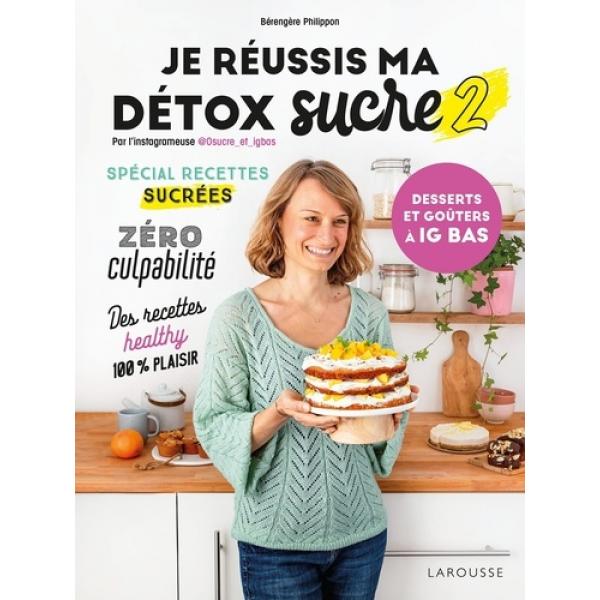 Bérengère Philippon
JE RÉUSSIS MA
DÉTOX sucre 2
Par l'instagrameuse @0sucre_et_igbas
SPÉCIAL RECETTES
SUCRÉES
ZÉRO
culpabilité
Des recettes
healthy
100 % PLAISIR
DESSERTS
ET GOÛTERS
À IG BAS
LAROUSSE